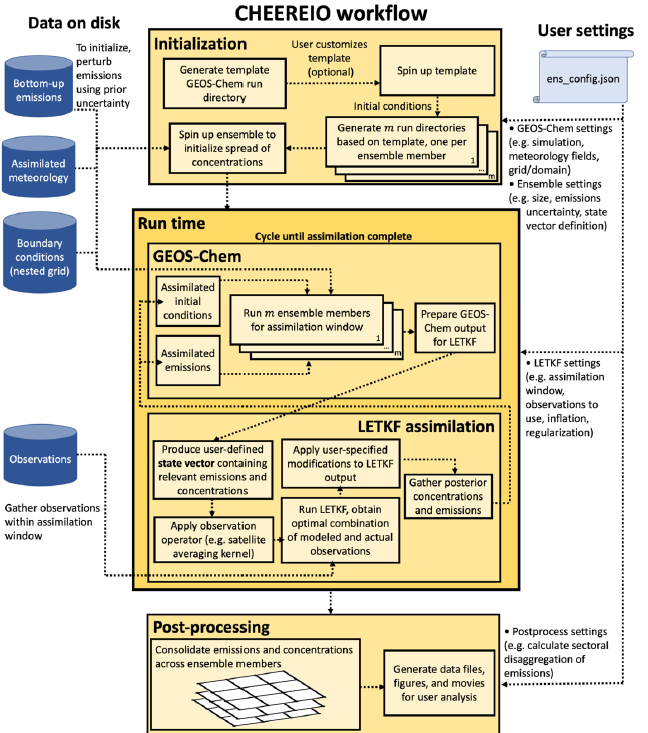 CHEEREIO workflow
Data on disk
User settings
To initialize,
perturb
emissions
using prior
uncertainty
Bottom-up
emissions
Assimilated
meteorology
Boundary
conditions
(nested grid)
Observations
Gather observations
within assimilation
window
Initialization
Generate template
GEOS-Chem run
directory
User customizes
template
(optional)
Spin up template
Initial conditions
Spin up ensemble to
initialize spread of
concentrations
Generate m run directories
based on template, one per
ensemble member
1
...
m
Run time
Cycle until assimilation complete
GEOS-Chem
Assimilated
initial
conditions
Assimilated
emissions
Run m ensemble members
for assimilation window
1
...
m
Prepare GEOS-
Chem output
for LETKF
LETKF assimilation
Produce user-defined
state vector containing
relevant emissions and
concentrations
Apply observation
operator (e.g. satellite
averaging kernel)
Apply user-specified
modifications to LETKF
output
Run LETKF, obtain
optimal combination
of modeled and actual
observations
Gather posterior
concentrations
and emissions
Post-processing
Consolidate emissions and concentrations
across ensemble members
Generate data files,
figures, and movies
for user analysis
ens_config.json
• GEOS-Chem settings
(e.g. simulation,
meteorology fields,
grid/domain)
• Ensemble settings
(e.g. size, emissions
uncertainty, state
vector definition)
• LETKF settings
(e.g. assimilation
window,
observations to
use, inflation,
regularization)
• Postprocess settings
(e.g. calculate sectoral
disaggregation of
emissions)